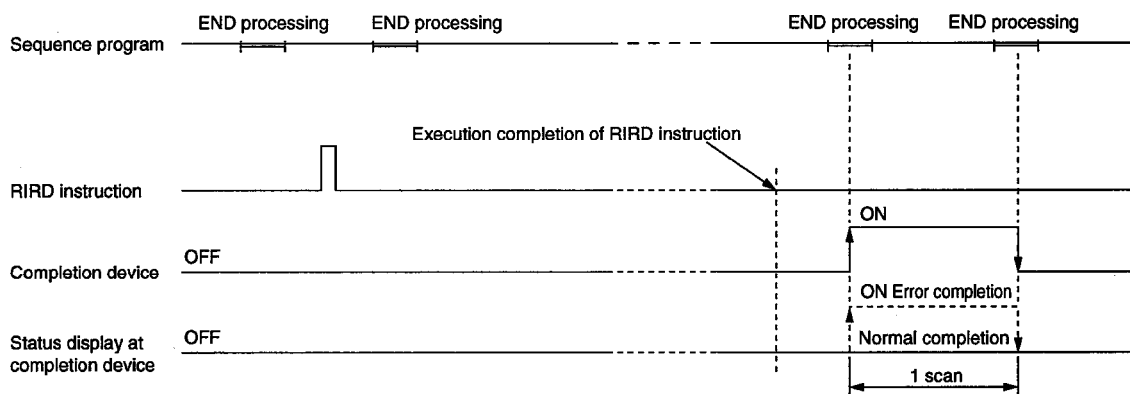 END processing
END processing
END processing
END processing
Sequence program
Execution completion of RIRD instruction
RIRD instruction
ON
OFF
Completion device
ON Error completion
OFF
Normal completion
Status display at
completion device
1 scan